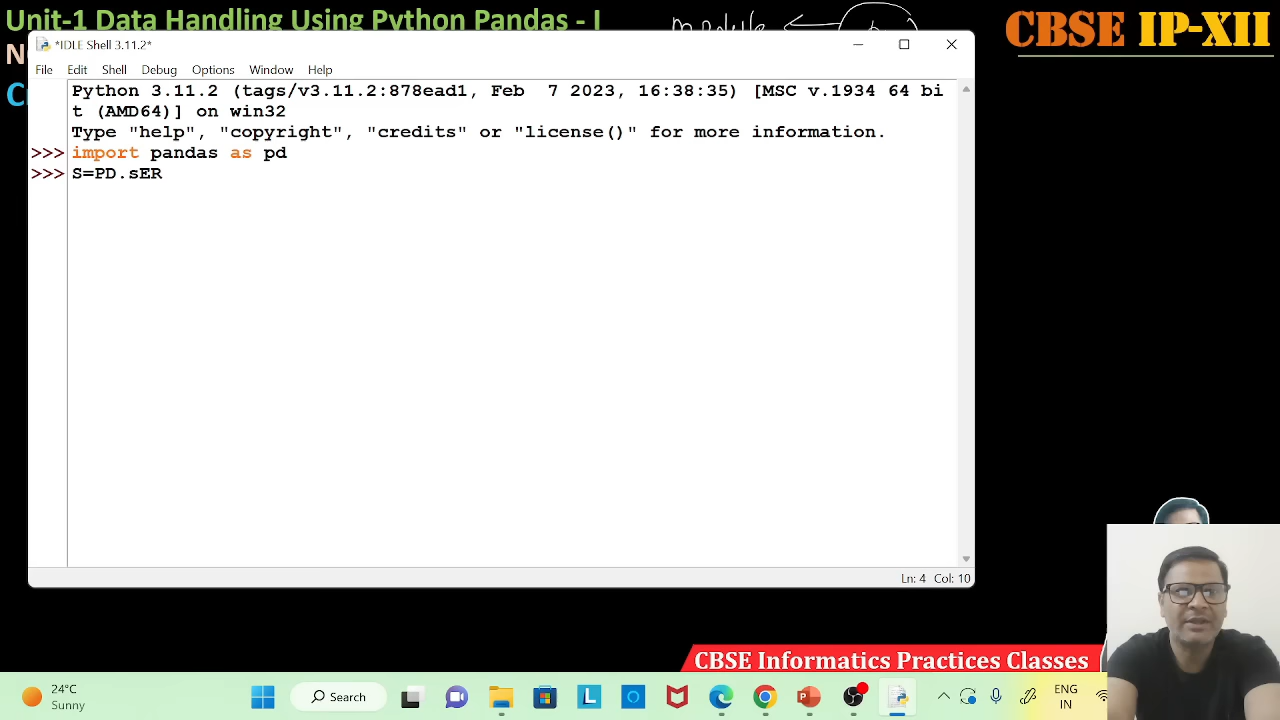 Unit-1 Data Handling Using Python Pandas - I
module
CBSE IP-XII
*IDLE Shell 3.11.2*
File Edit Shell Debug Options Window Help
Python 3.11.2 (tags/v3.11.2:878ead1, Feb  7 2023, 16:38:35) [MSC v.1934 64 bi
t (AMD64)] on win32
Type "help", "copyright", "credits" or "license()" for more information.
>>> import pandas as pd
>>> S=PD.sER
Ln: 4 Col: 10
CBSE Informatics Practices Classes
24°C
Sunny
Search
ENG
IN